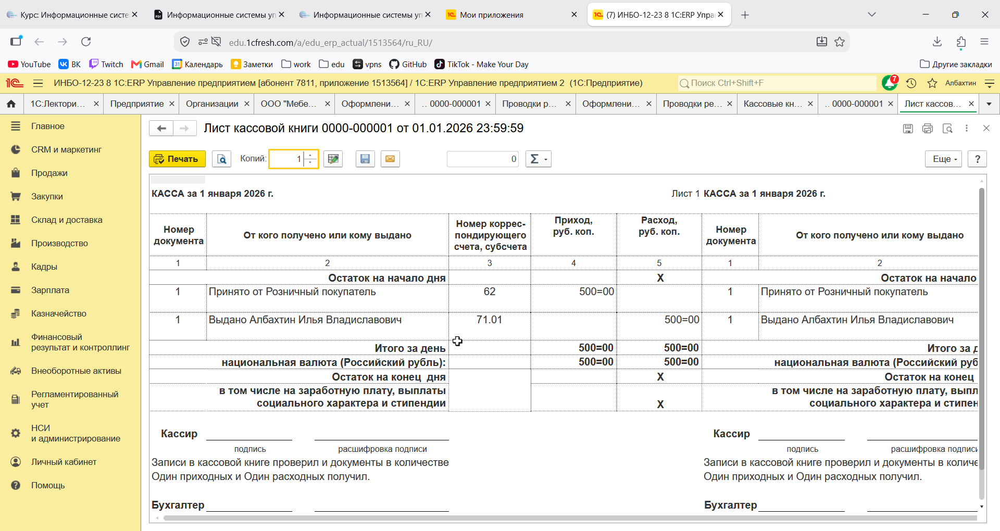 Курс: Информационные систе
Информационные системы уп
Информационные системы уп
Мои приложения
(7) ИНБО-12-23 8 1С:ERP Упра
edu.1cfresh.com/a/edu_erp_actual/1513564/ru_RU/
YouTube
ВК
Twitch
Gmail
31 Календарь
Заметки
work
edu
vpns
GitHub
TikTok - Make Your Day
Другие закладки
ИНБО-12-23 8 1С:ERP Управление предприятием [абонент 7811, приложение 1513564] / 1С:ERP Управление предприятием 2 (1С:Предприятие)
Поиск Ctrl+Shift+F
7
Албахтин
1С:Лектори...
Предприятие
Организации
ООО "Мебе...
Оформлени...
.. 0000-000001
Проводки р...
Оформлени...
Проводки ре...
Кассовые кн...
.. 0000-000001
Лист кассов...
Главное
CRM и маркетинг
Продажи
Закупки
Склад и доставка
Производство
Кадры
Зарплата
Казначейство
Финансовый
результат и контроллинг
Внеоборотные активы
Регламентированный
учет
НСИ
и администрирование
Личный кабинет
Помощь
Лист кассовой книги 0000-000001 от 01.01.2026 23:59:59
Печать
Копий: 1
0
Σ
Еще
?
КАССА за 1 января 2026 г.
Лист 1 КАССА за 1 января 2026 г.
Номер документа
От кого получено или кому выдано
Номер коррес-
пондирующего
счета, субсчета
Приход,
руб. коп.
Расход,
руб. коп.
Номер документа
От кого получено или кому выдано
1 2 3 4 5 1 2
Остаток на начало дня X Остаток на начало
1 Принято от Розничный покупатель 62 500=00 1 Принято от Розничный покупатель
1 Выдано Албахтин Илья Владиславович 71.01 500=00 1 Выдано Албахтин Илья Владиславович
Итого за день 500=00 500=00 Итого за д
национальная валюта (Российский рубль): 500=00 500=00 национальная валюта (Российский руб
Остаток на конец дня X Остаток на конец
в том числе на заработную плату, выплаты в том числе на заработную плату, выпл
социального характера и стипендии X социального характера и стипен
Кассир Кассир
подпись расшифровка подписи подпись расшифровка подписи
Записи в кассовой книге проверил и документы в количестве Записи в кассовой книге проверил и документы в количе
Один приходных и Один расходных получил. Один приходных и Один расходных получил.
Бухгалтер Бухгалтер